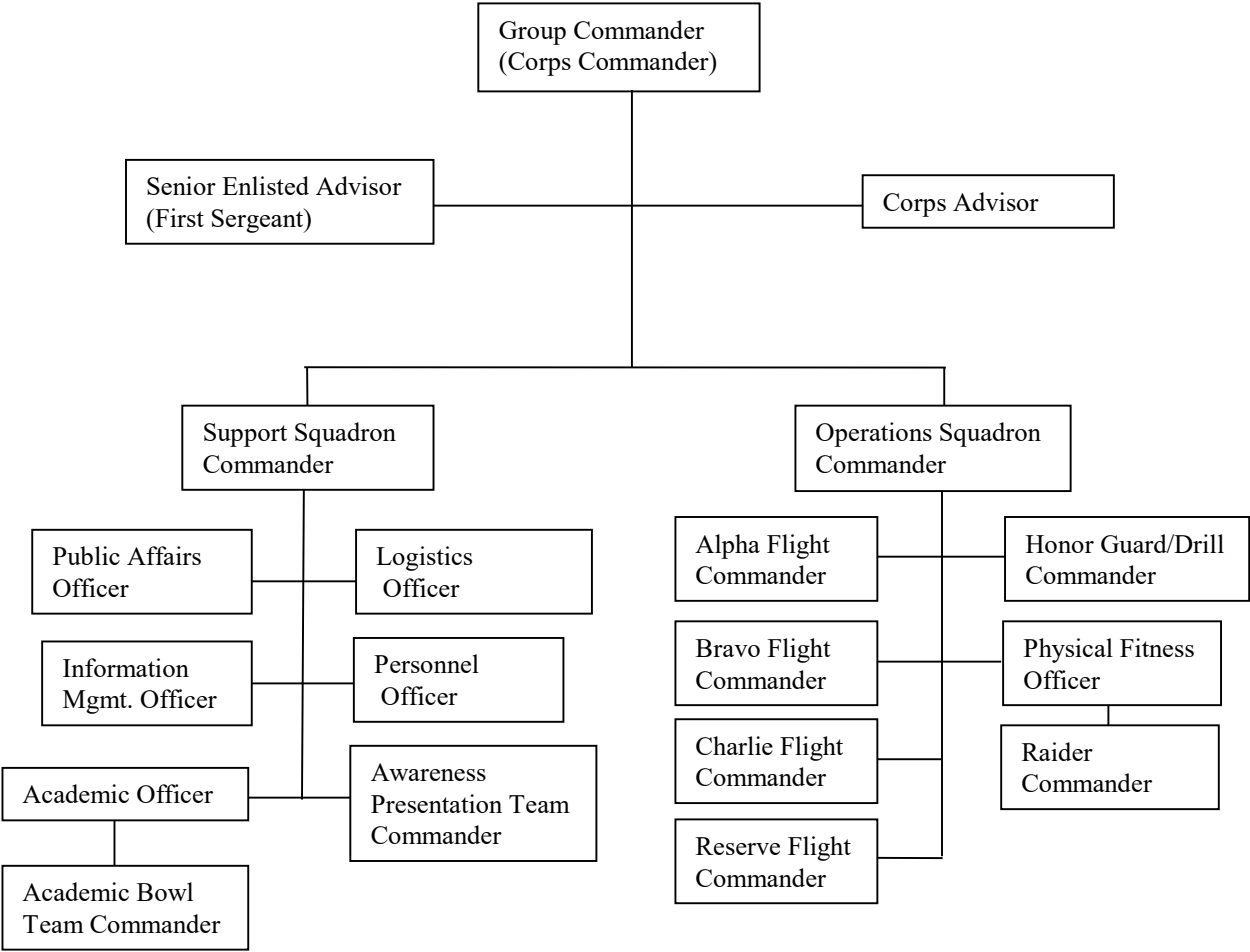 Group Commander
(Corps Commander)
Senior Enlisted Advisor
(First Sergeant)
Corps Advisor
Support Squadron
Commander
Operations Squadron
Commander
Public Affairs
Officer
Logistics
Officer
Information
Mgmt. Officer
Personnel
Officer
Academic Officer
Awareness
Presentation Team
Commander
Academic Bowl
Team Commander
Alpha Flight
Commander
Honor Guard/Drill
Commander
Bravo Flight
Commander
Physical Fitness
Officer
Charlie Flight
Commander
Raider
Commander
Reserve Flight
Commander